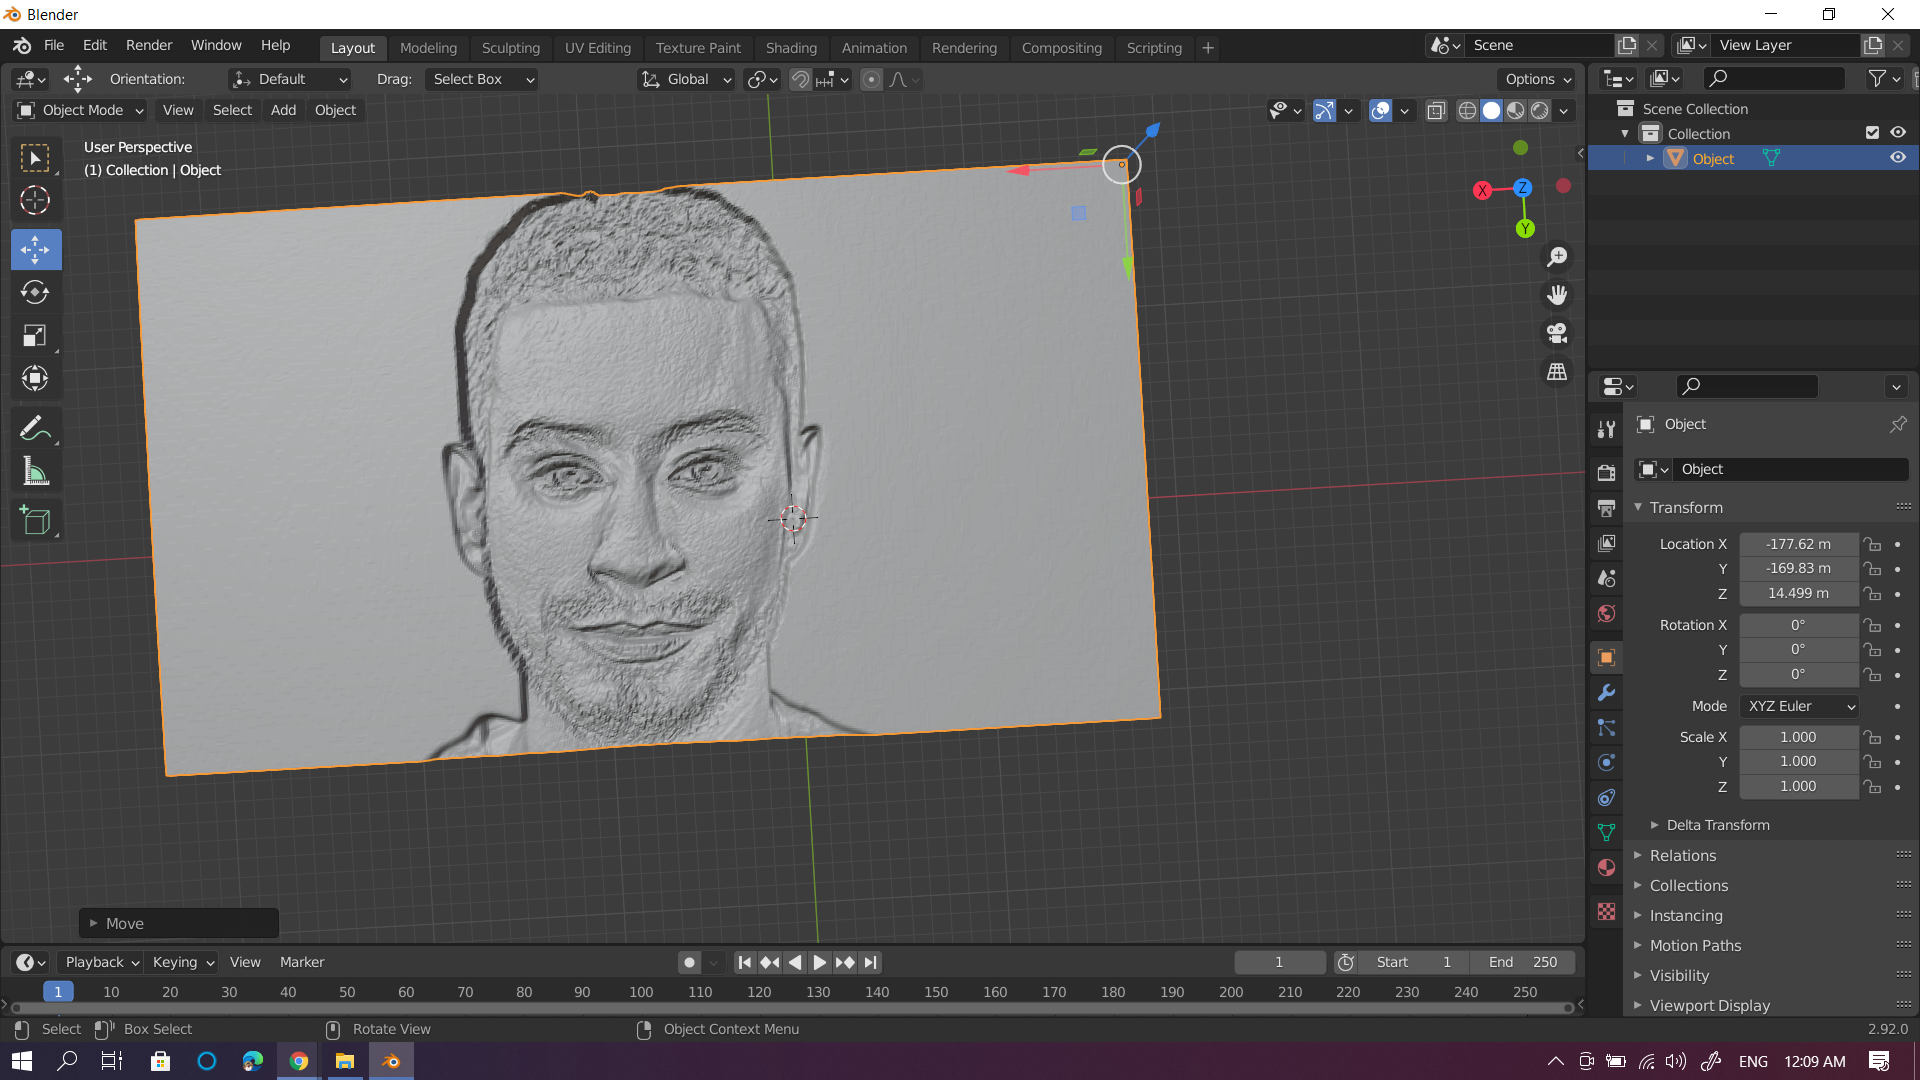 Blender
File Edit Render Window Help Layout Modeling Sculpting UV Editing Texture Paint Shading Animation Rendering Compositing Scripting + Scene View Layer
Orientation: Default Drag: Select Box Global Options
Object Mode View Select Add Object
User Perspective
(1) Collection | Object
Scene Collection
Collection
Object
X Z
Y
Object
Object
Transform
Location X -177.62 m
Y -169.83 m
Z 14.499 m
Rotation X 0°
Y 0°
Z 0°
Mode XYZ Euler
Scale X 1.000
Y 1.000
Z 1.000
Delta Transform
Relations
Collections
Instancing
Motion Paths
Visibility
Viewport Display
Move
Playback Keying View Marker 1 Start 1 End 250
1 10 20 30 40 50 60 70 80 90 100 110 120 130 140 150 160 170 180 190 200 210 220 230 240 250
Select Box Select Rotate View Object Context Menu 2.92.0
ENG 12:09 AM